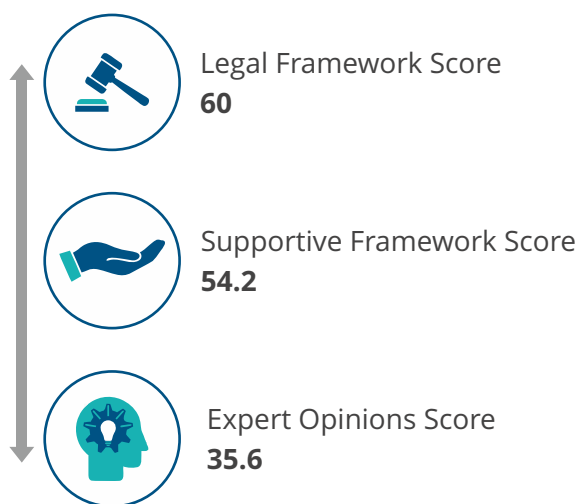 Legal Framework Score
60
Supportive Framework Score
54.2
Expert Opinions Score
35.6